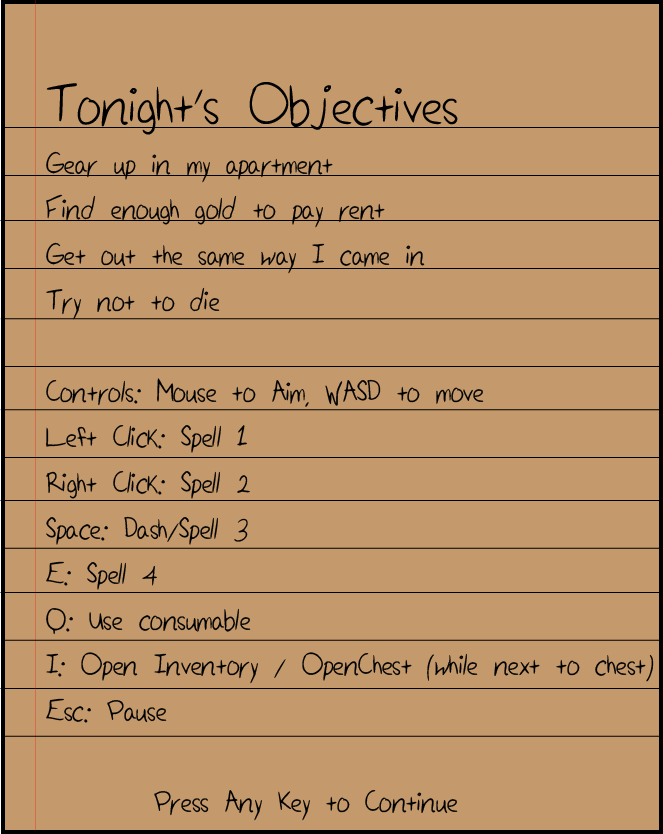 Tonight's Objectives
Gear up in my apartment
Find enough gold to pay rent
Get out the same way I came in
Try not to die
Controls: Mouse to Aim, WASD to move
Left Click: Spell 1
Right Click: Spell 2
Space: Dash/Spell 3
E: Spell 4
Q: Use consumable
I: Open Inventory / OpenChest (while next to chest)
Esc: Pause
Press Any Key to Continue